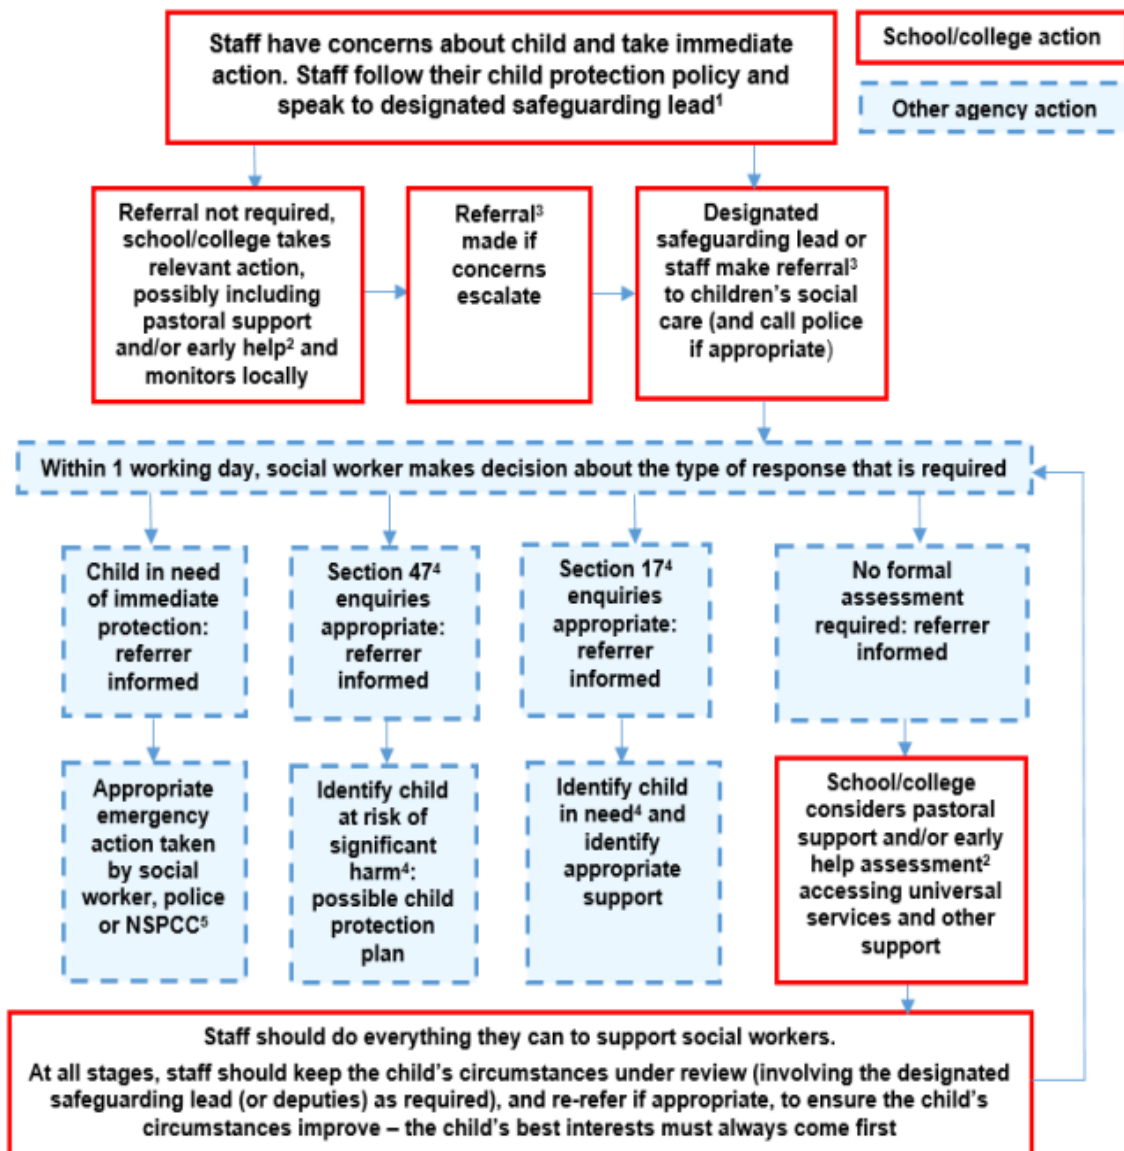 Staff have concerns about child and take immediate
action. Staff follow their child protection policy and
speak to designated safeguarding lead¹
School/college action
Other agency action
Referral not required,
school/college takes
relevant action,
possibly including
pastoral support
and/or early help² and
monitors locally
Referral³
made if
concerns
escalate
Designated
safeguarding lead or
staff make referral³
to children’s social
care (and call police
if appropriate)
Within 1 working day, social worker makes decision about the type of response that is required
Child in need
of immediate
protection:
referrer
informed
Section 47⁴
enquiries
appropriate:
referrer
informed
Section 17⁴
enquiries
appropriate:
referrer
informed
No formal
assessment
required: referrer
informed
Appropriate
emergency
action taken
by social
worker, police
or NSPCC⁵
Identify child
at risk of
significant
harm⁴:
possible child
protection
plan
Identify child
in need⁴ and
identify
appropriate
support
School/college
considers pastoral
support and/or early
help assessment²
accessing universal
services and other
support
Staff should do everything they can to support social workers.
At all stages, staff should keep the child’s circumstances under review (involving the designated
safeguarding lead (or deputies) as required), and re-refer if appropriate, to ensure the child’s
circumstances improve – the child’s best interests must always come first